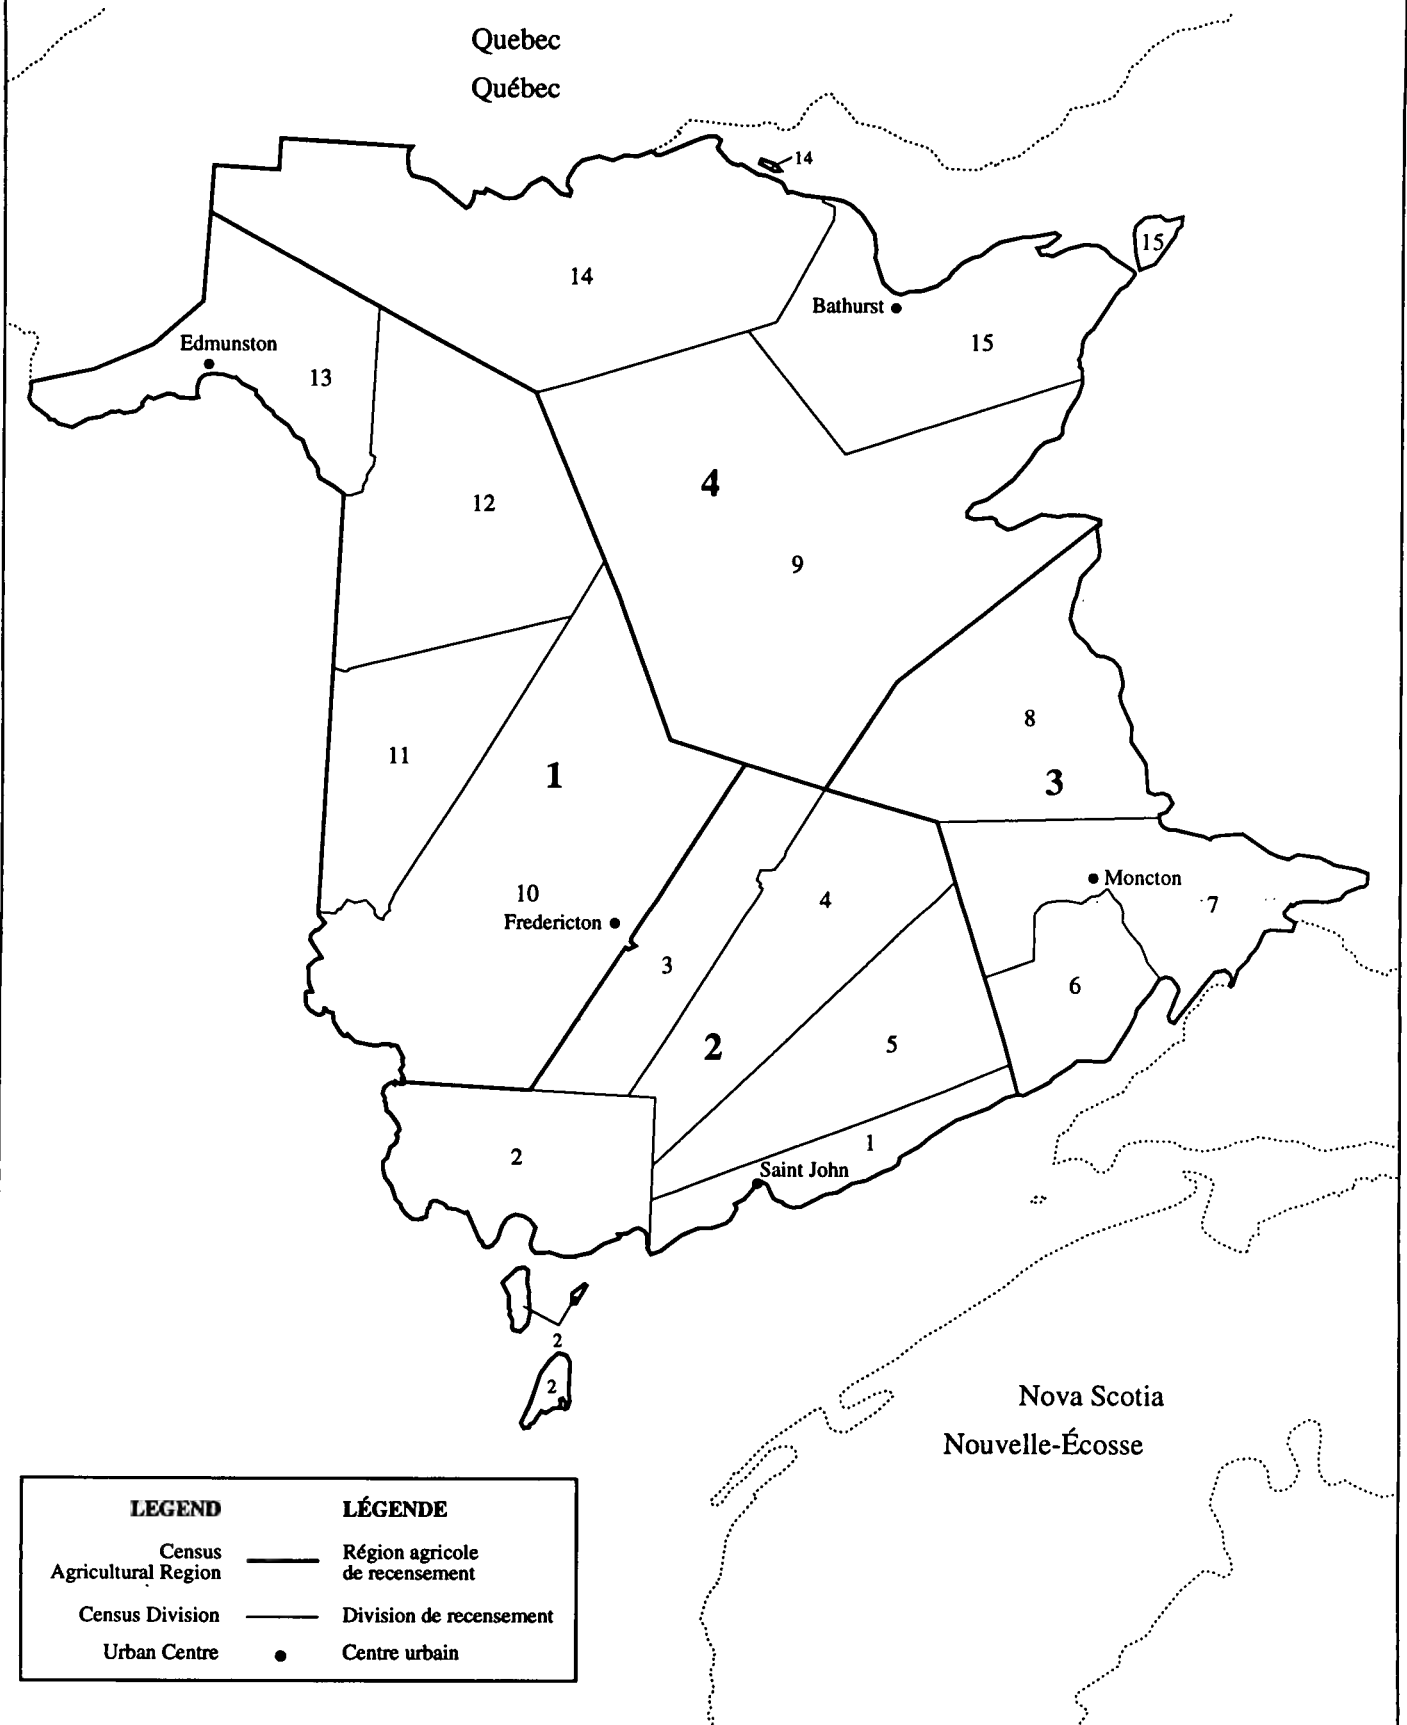 Quebec
Québec
14
15
14
Bathurst
15
Edmunston
13
4
12
9
8
11
1
3
10
Moncton
4
7
Fredericton
3
6
2
5
1
2
Saint John
2
2
Nova Scotia
Nouvelle-Écosse
LEGEND LÉGENDE
Census Région agricole
Agricultural Region de recensement
Census Division Division de recensement
Urban Centre Centre urbain